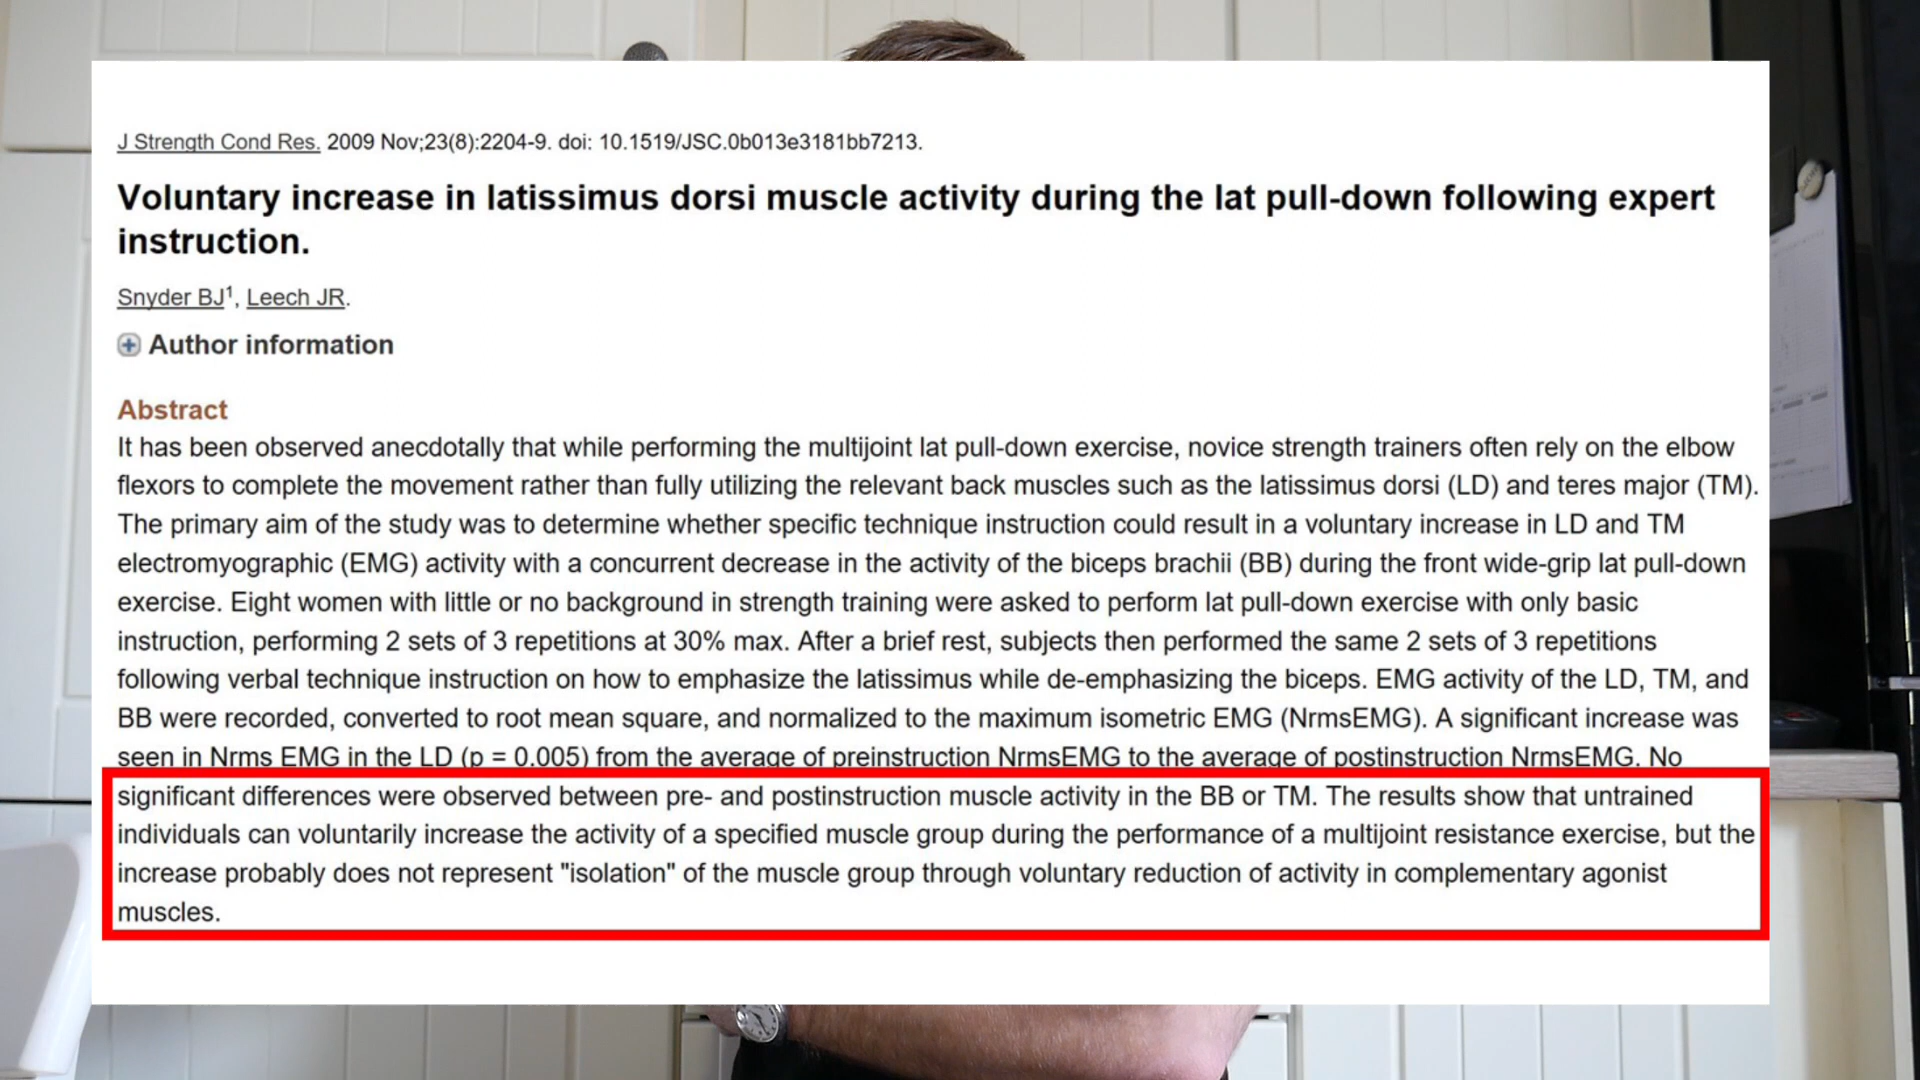 J Strength Cond Res. 2009 Nov;23(8):2204-9. doi: 10.1519/JSC.0b013e3181bb7213.
Voluntary increase in latissimus dorsi muscle activity during the lat pull-down following expert
instruction.
Snyder BJ1, Leech JR.
Author information
Abstract
It has been observed anecdotally that while performing the multijoint lat pull-down exercise, novice strength trainers often rely on the elbow
flexors to complete the movement rather than fully utilizing the relevant back muscles such as the latissimus dorsi (LD) and teres major (TM).
The primary aim of the study was to determine whether specific technique instruction could result in a voluntary increase in LD and TM
electromyographic (EMG) activity with a concurrent decrease in the activity of the biceps brachii (BB) during the front wide-grip lat pull-down
exercise. Eight women with little or no background in strength training were asked to perform lat pull-down exercise with only basic
instruction, performing 2 sets of 3 repetitions at 30% max. After a brief rest, subjects then performed the same 2 sets of 3 repetitions
following verbal technique instruction on how to emphasize the latissimus while de-emphasizing the biceps. EMG activity of the LD, TM, and
BB were recorded, converted to root mean square, and normalized to the maximum isometric EMG (NrmsEMG). A significant increase was
seen in Nrms EMG in the LD (p = 0.005) from the average of preinstruction NrmsEMG to the average of postinstruction NrmsEMG. No
significant differences were observed between pre- and postinstruction muscle activity in the BB or TM. The results show that untrained
individuals can voluntarily increase the activity of a specified muscle group during the performance of a multijoint resistance exercise, but the
increase probably does not represent "isolation" of the muscle group through voluntary reduction of activity in complementary agonist
muscles.